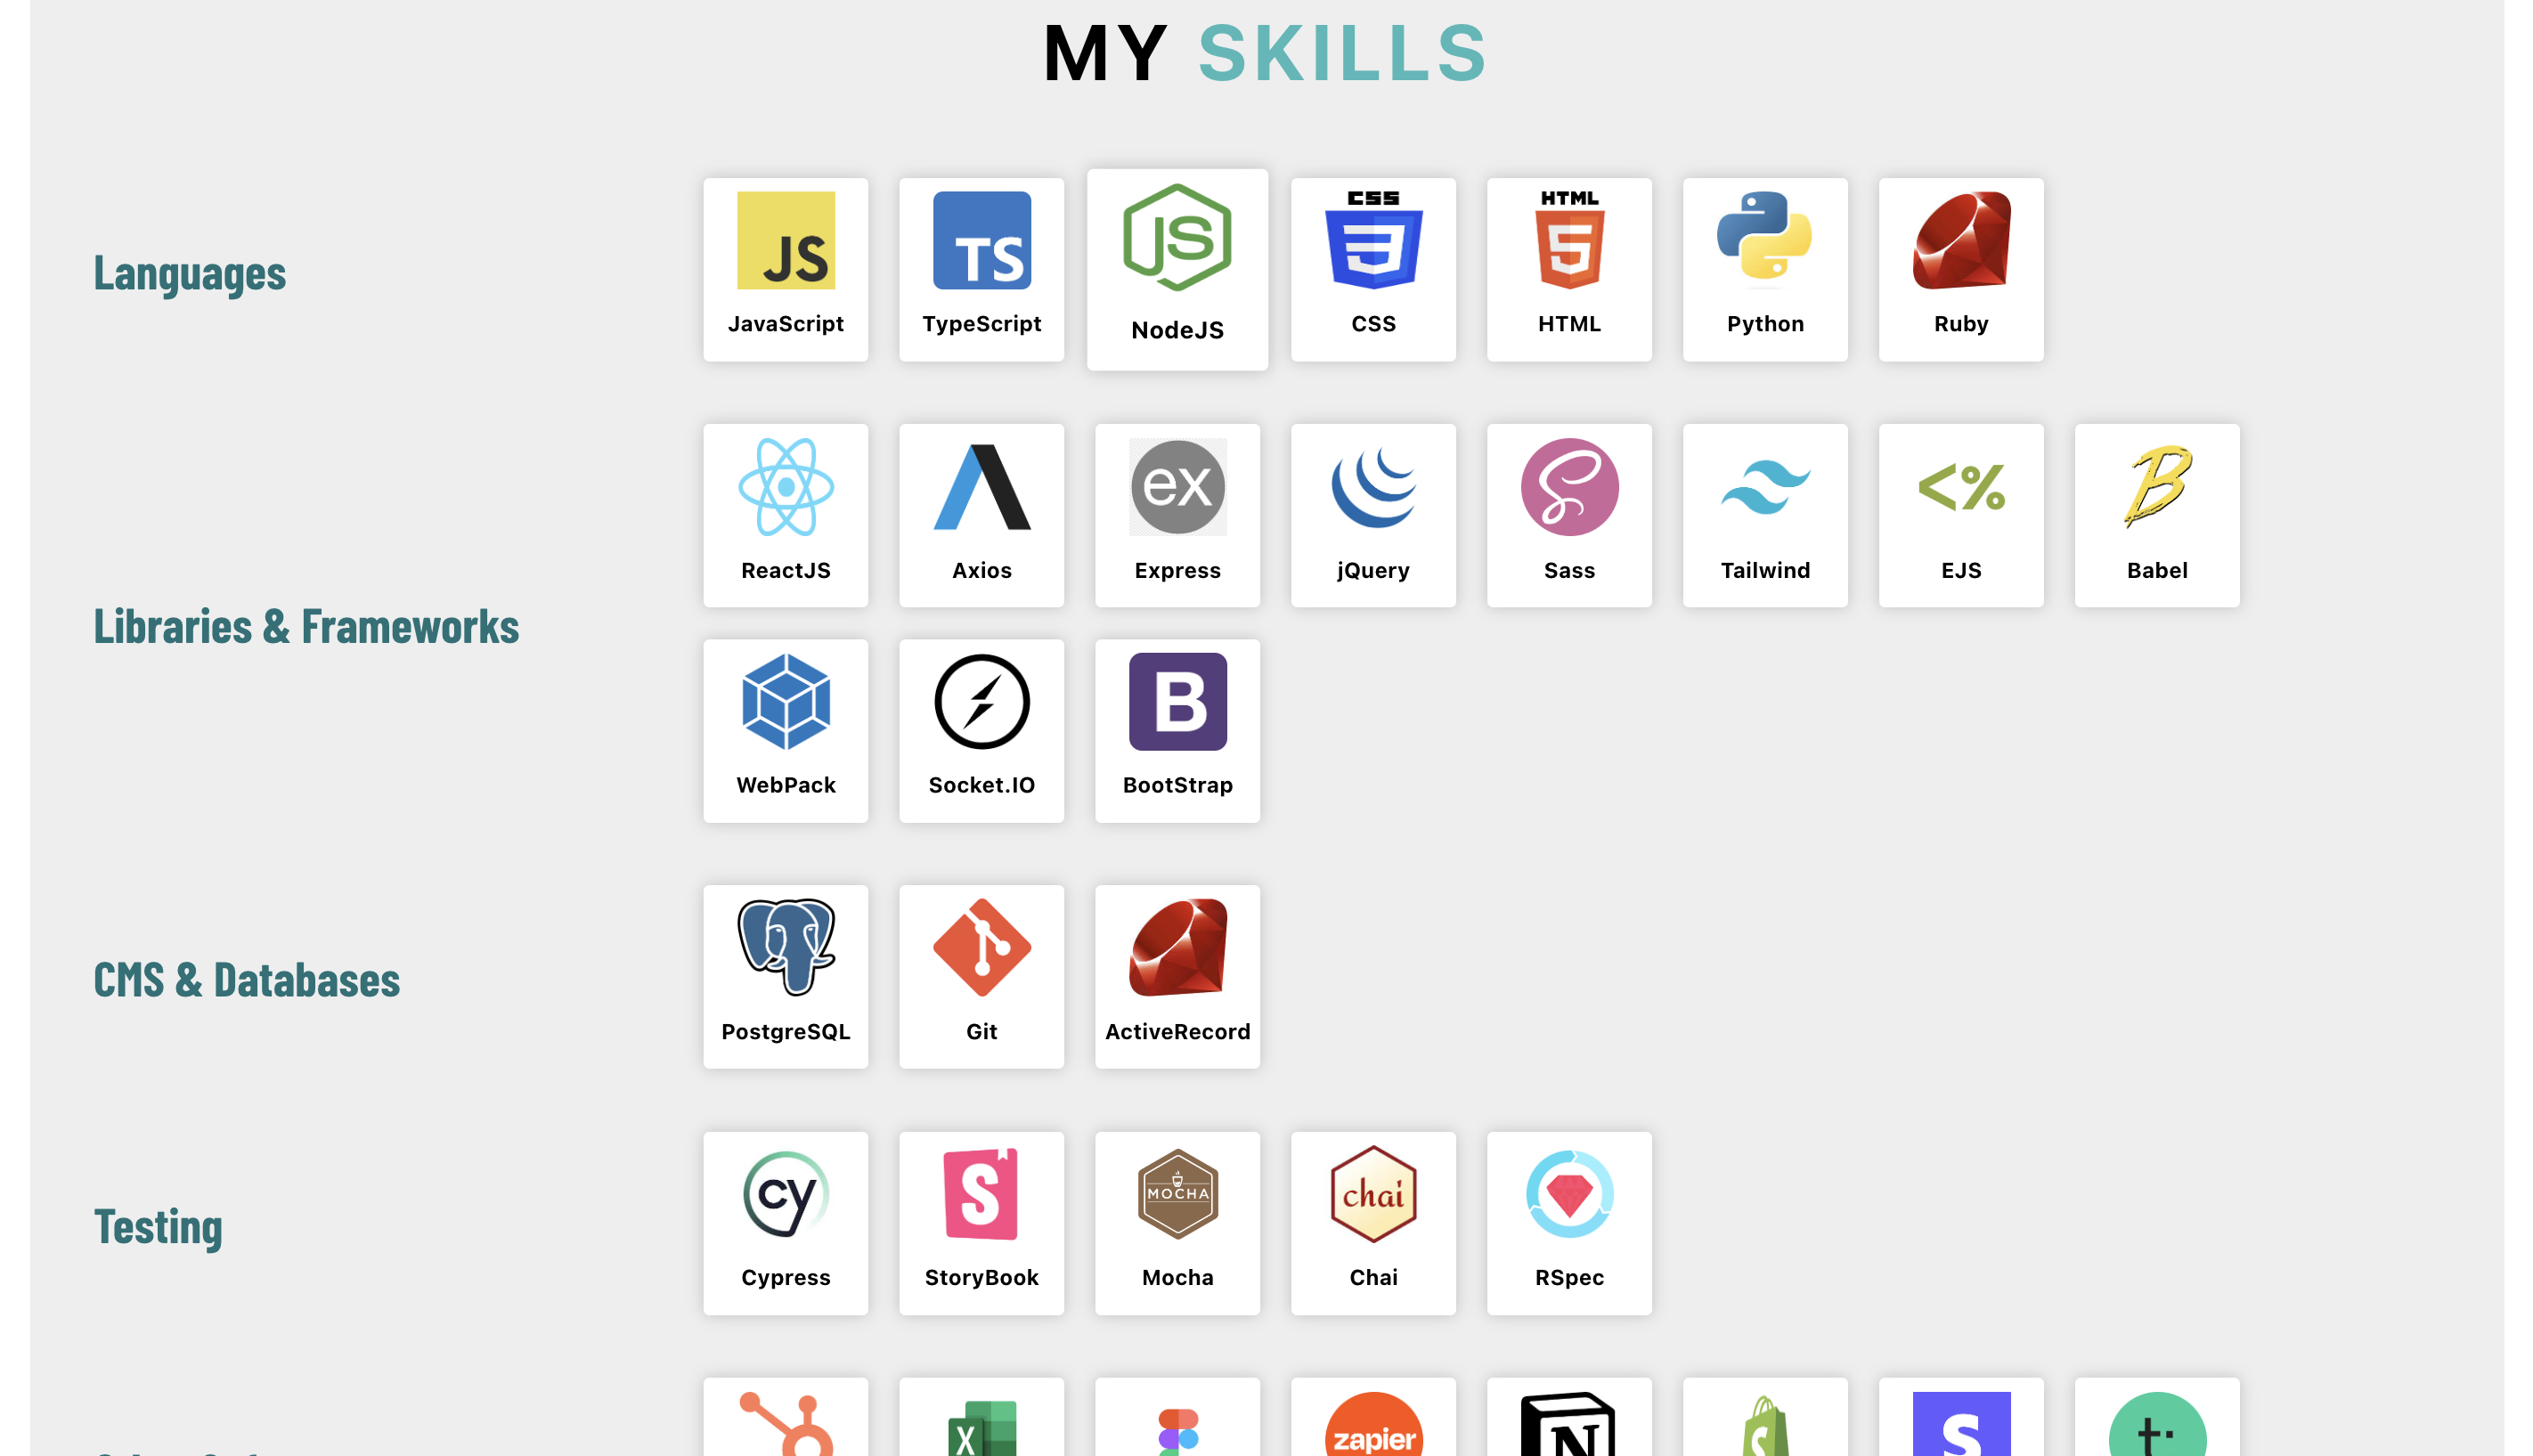 MY SKILLS
Languages
JS
TS
JS
CSS
3
HTML
5
JavaScript
TypeScript
NodeJS
CSS
HTML
Python
Ruby
Libraries & Frameworks
ex
<%
B
ReactJS
Axios
Express
jQuery
Sass
Tailwind
EJS
Babel
B
WebPack
Socket.IO
BootStrap
CMS & Databases
PostgreSQL
Git
ActiveRecord
Testing
cy
S
MOCHA
chai
Cypress
StoryBook
Mocha
Chai
RSpec
X
zapier
N
S
S
t